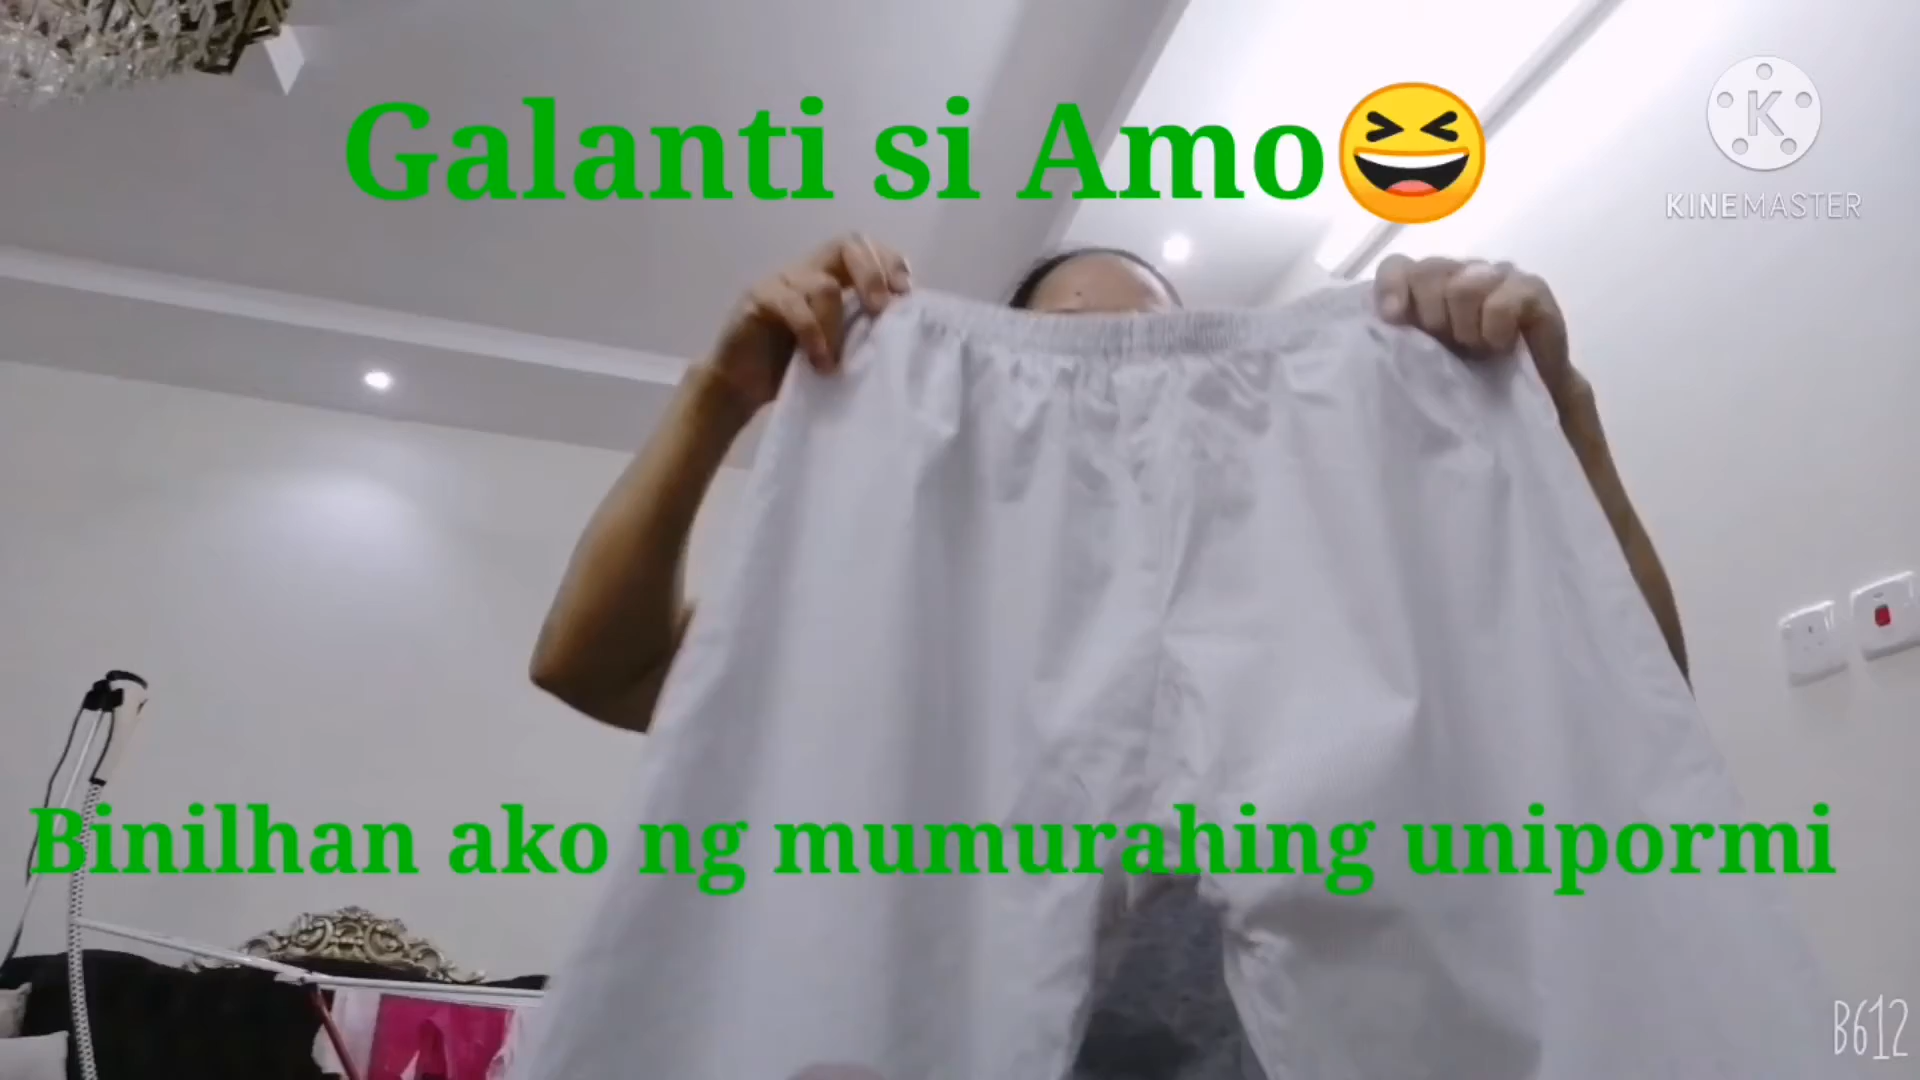 Galanti si Amo😆
KINEMASTER
Binilhan ako ng mumurahing unipormi
B612